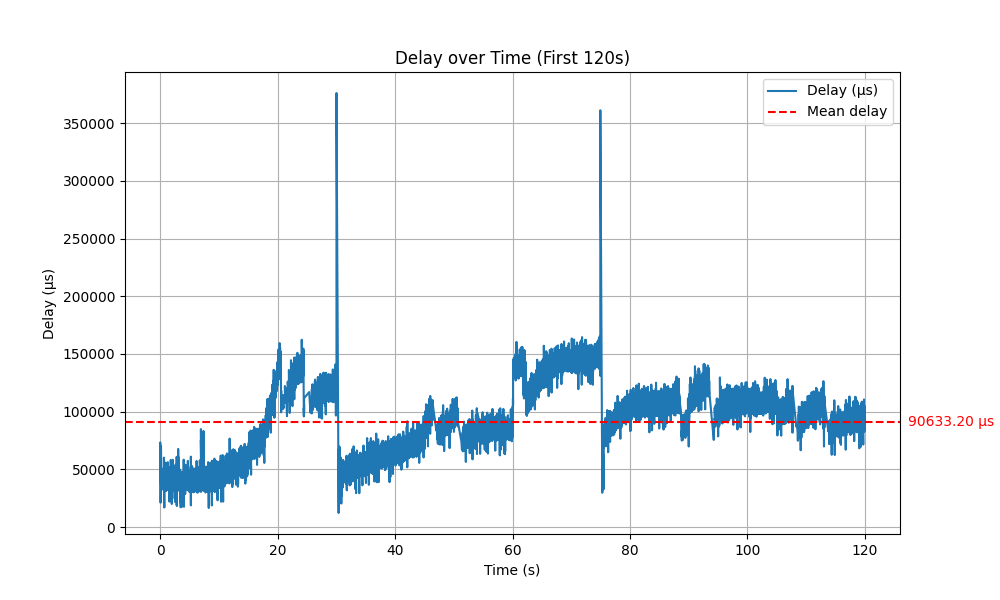 Delay over Time (First 120s)
Delay (µs)
Mean delay
350000
300000
250000
200000
150000
100000
50000
0
Delay (µs)
90633.20 µs
0
20
40
60
80
100
120
Time (s)